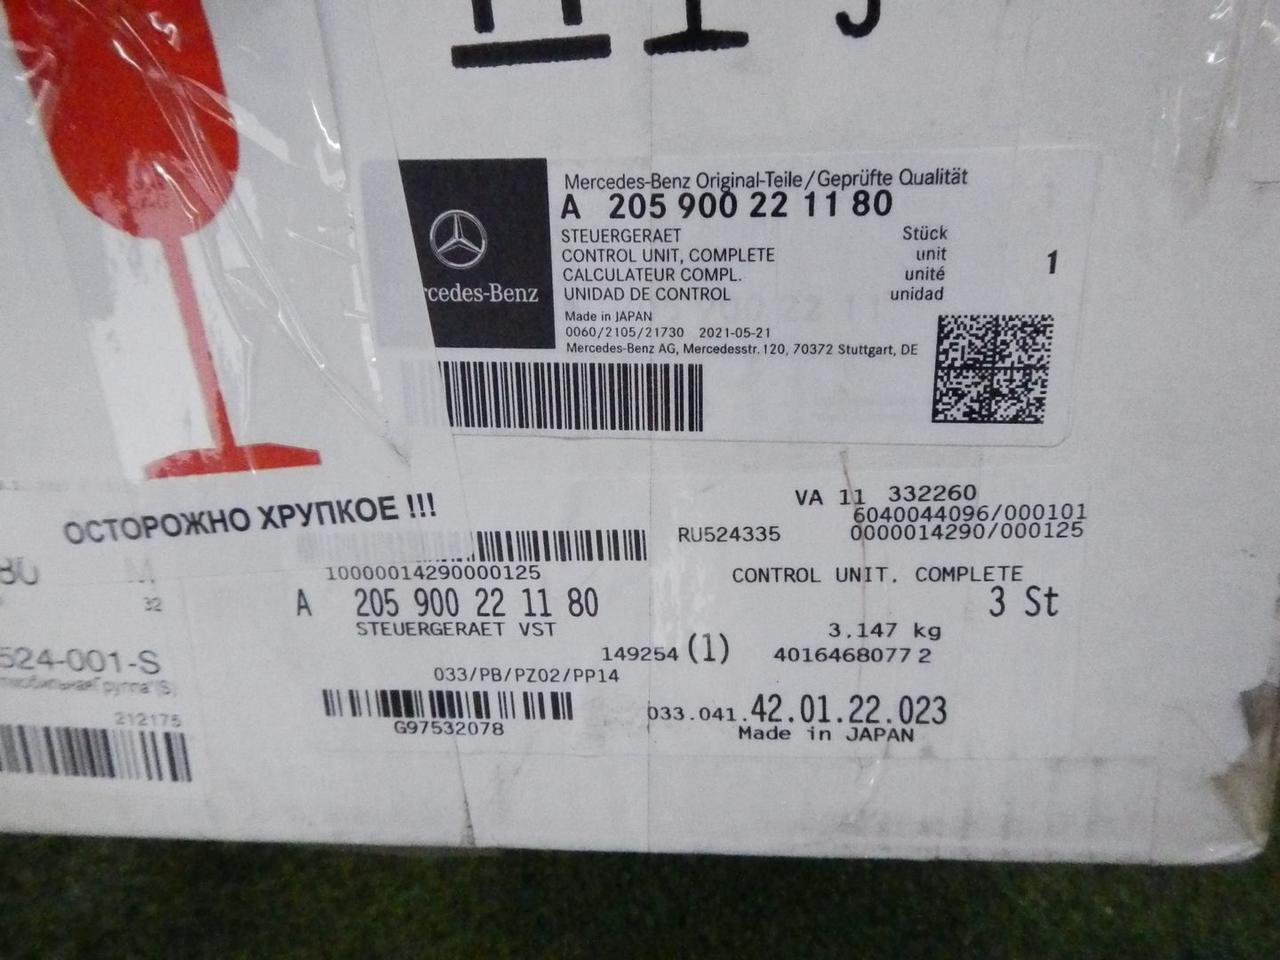 Mercedes-Benz Original-Teile/Geprüfte Qualität
A 205 900 22 11 80
STEUERGERAET Stück
CONTROL UNIT, COMPLETE unit
CALCULATEUR COMPL. unité
UNIDAD DE CONTROL unidad
1
Made in JAPAN
0060/2105/21730 2021-05-21
Mercedes-Benz AG, Mercedesstr. 120, 70372 Stuttgart, DE
rcedes-Benz
ОСТОРОЖНО ХРУПКОЕ !!!
VA 11 332260
6040044096/000101
RU524335 0000014290/000125
10000014290000125
CONTROL UNIT. COMPLETE
A 205 900 22 11 80
3 St
STEUERGERAET VST
3.147 kg
149254 (1) 4016468077 2
033/PB/PZ02/PP14
G97532078
033.041.42.01.22.023
Made in JAPAN
80 M
32
524-001-S
212175